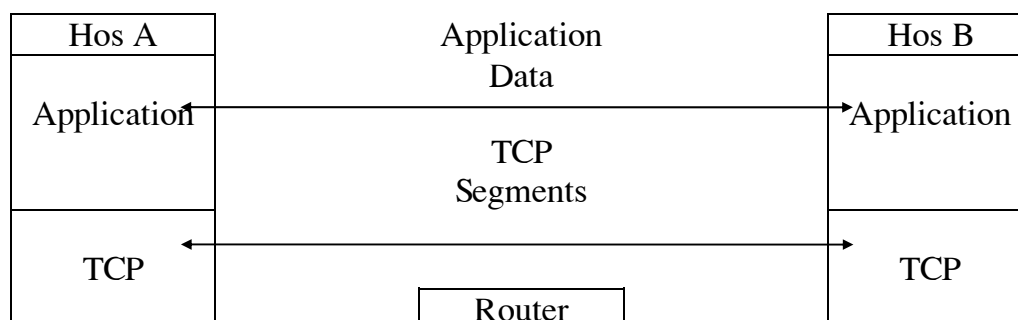 Hos A
Application
Hos B
Data
Application
Application
TCP
Segments
TCP
TCP
Router